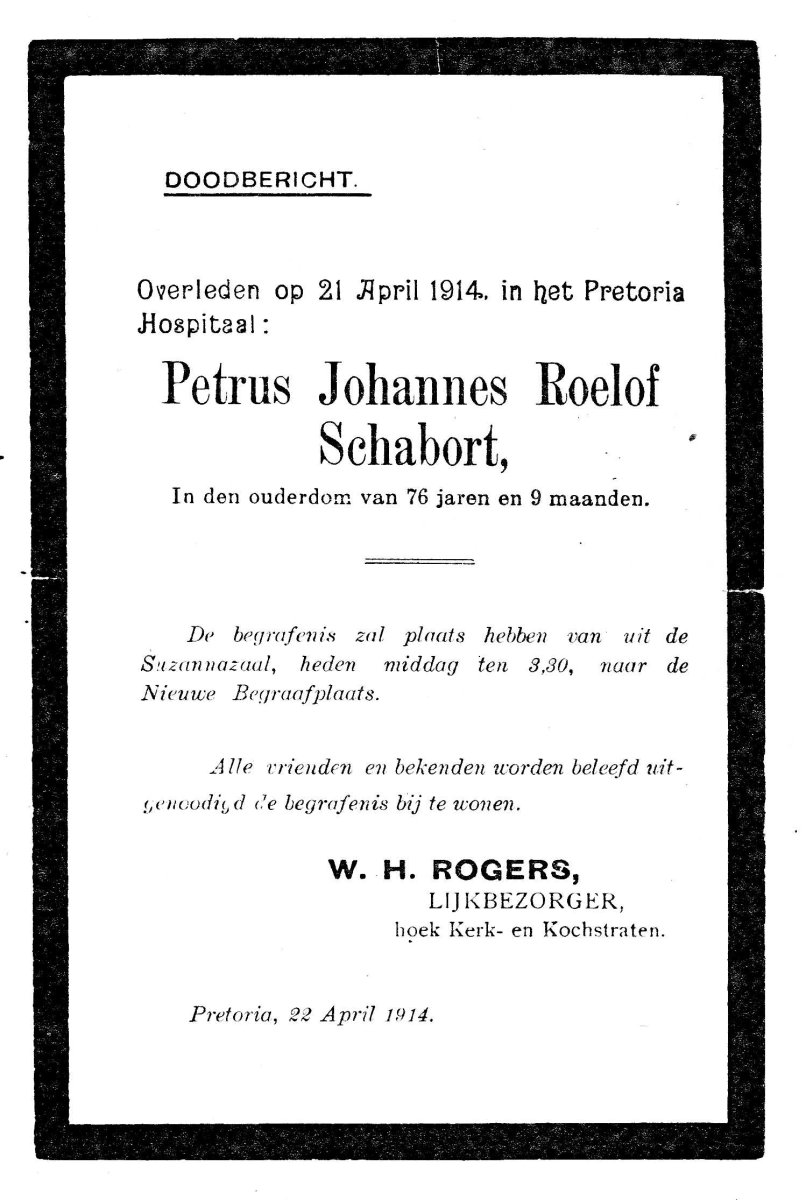 DOODBERICHT.
Overleden op 21 April 1914, in het Pretoria
Hospitaal:
Petrus Johannes Roelof
Schabort,
In den ouderdom van 76 jaren en 9 maanden.
De begrafenis zal plaats hebben van uit de
Suzannazaal, heden middag ten 3,30, naar de
Nieuwe Begraafplaats.
Alle vrienden en bekenden worden beleefd uit-
genoodigd de begrafenis bij te wonen.
W. H. ROGERS,
LIJKBEZORGER,
hoek Kerk- en Kochstraten.
Pretoria, 22 April 1914.